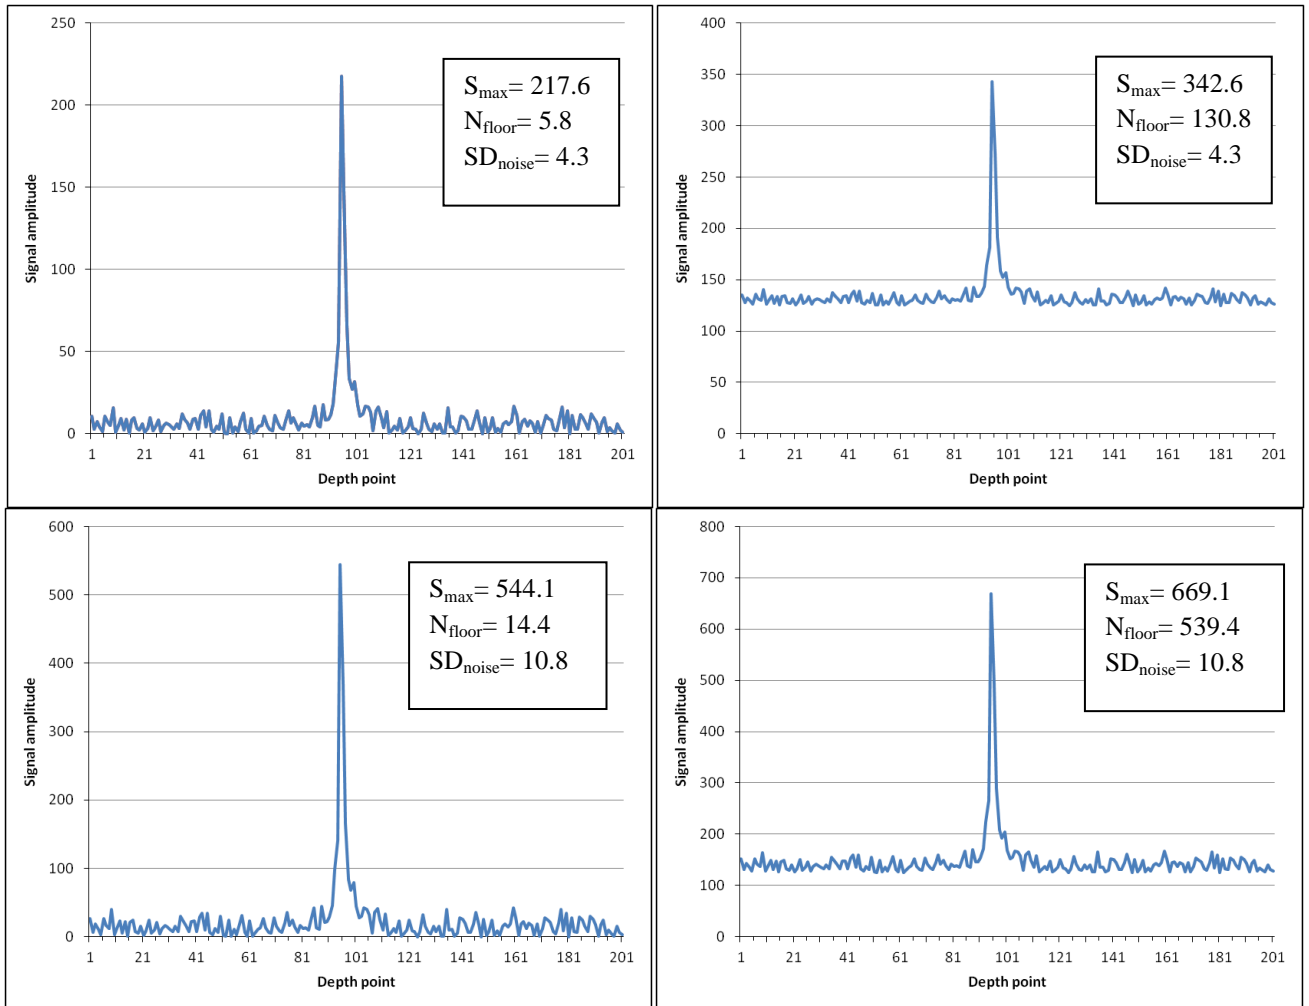 250
200
150
100
50
0
Signal amplitude
1 21 41 61 81 101 121 141 161 181 201
Depth point
Smax= 217.6
Nfloor= 5.8
SDnoise= 4.3
400
350
300
250
200
150
100
50
0
Signal amplitude
1 21 41 61 81 101 121 141 161 181 201
Depth point
Smax= 342.6
Nfloor= 130.8
SDnoise= 4.3
600
500
400
300
200
100
0
Signal amplitude
1 21 41 61 81 101 121 141 161 181 201
Depth point
Smax= 544.1
Nfloor= 14.4
SDnoise= 10.8
800
700
600
500
400
300
200
100
0
Signal amplitude
1 21 41 61 81 101 121 141 161 181 201
Depth point
Smax= 669.1
Nfloor= 539.4
SDnoise= 10.8